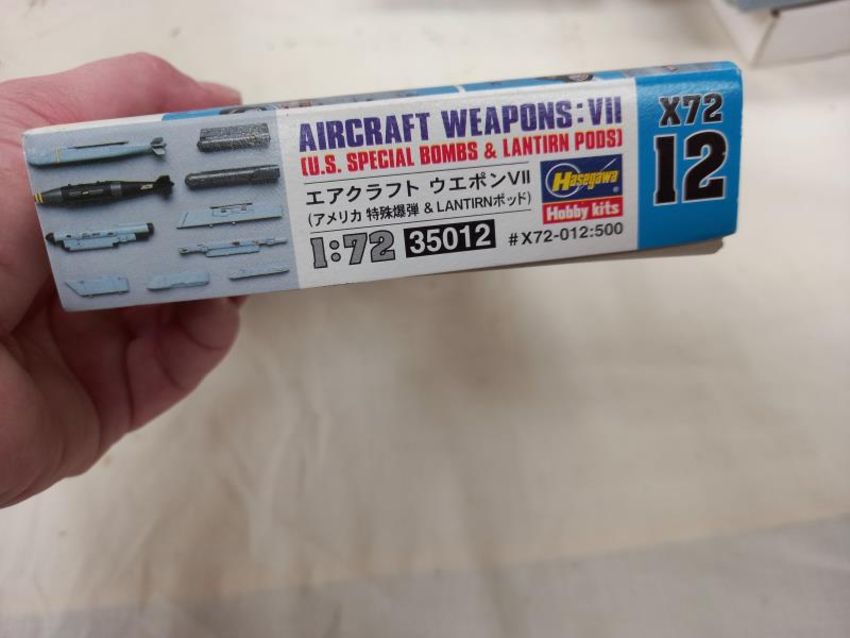 AIRCRAFT WEAPONS:VII
(U.S. SPECIAL BOMBS & LANTIRN PODS)
エアクラフト ウエポンVII
(アメリカ 特殊爆弾 & LANTIRNポッド)
1:72 35012 #X72-012:500
Hasegawa
Hobby kits
X72
12